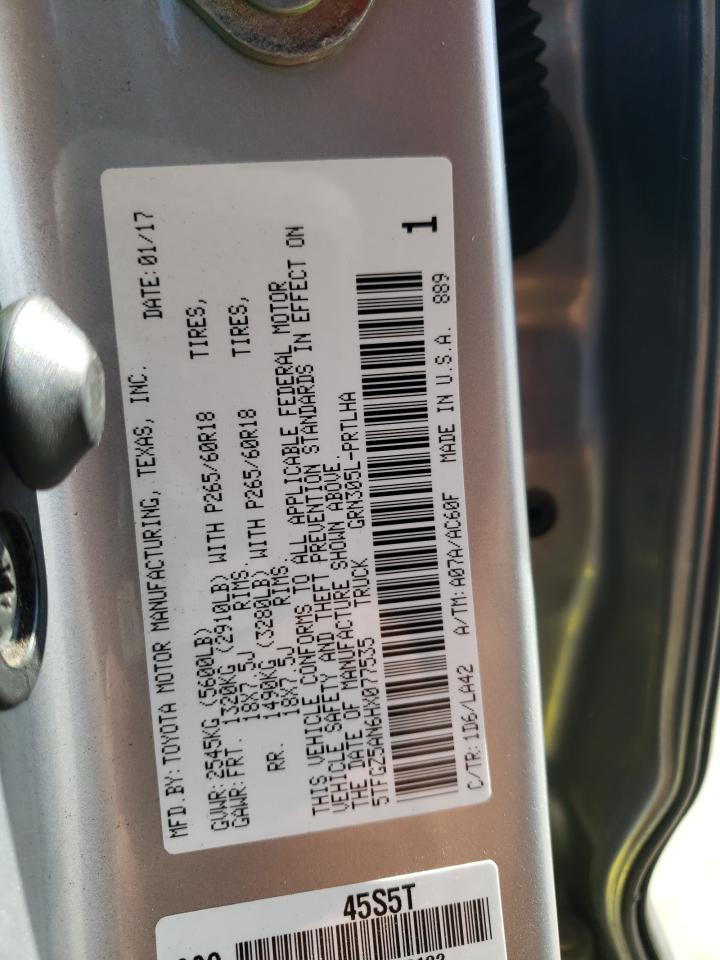 MFD.BY:TOYOTA MOTOR MANUFACTURING, TEXAS, INC. DATE:01/17
GVWR:2545KG (5600LB)
GAWR:FRT. 1320KG (2910LB) WITH P265/60R18 TIRES,
18X7.5J RIMS.
RR. 1490KG (3280LB) WITH P265/60R18 TIRES,
18X7.5J RIMS
THIS VEHICLE CONFORMS TO ALL APPLICABLE FEDERAL MOTOR
VEHICLE SAFETY AND THEFT PREVENTION STANDARDS IN EFFECT ON
THE DATE OF MANUFACTURE SHOWN ABOVE.
5TFGZ5AN6HX077535 TRUCK GRN305L-PRTLHA
1
C/TR:1D6/LA42 A/TM:A07A/AC60F MADE IN U.S.A. 889
45S5T